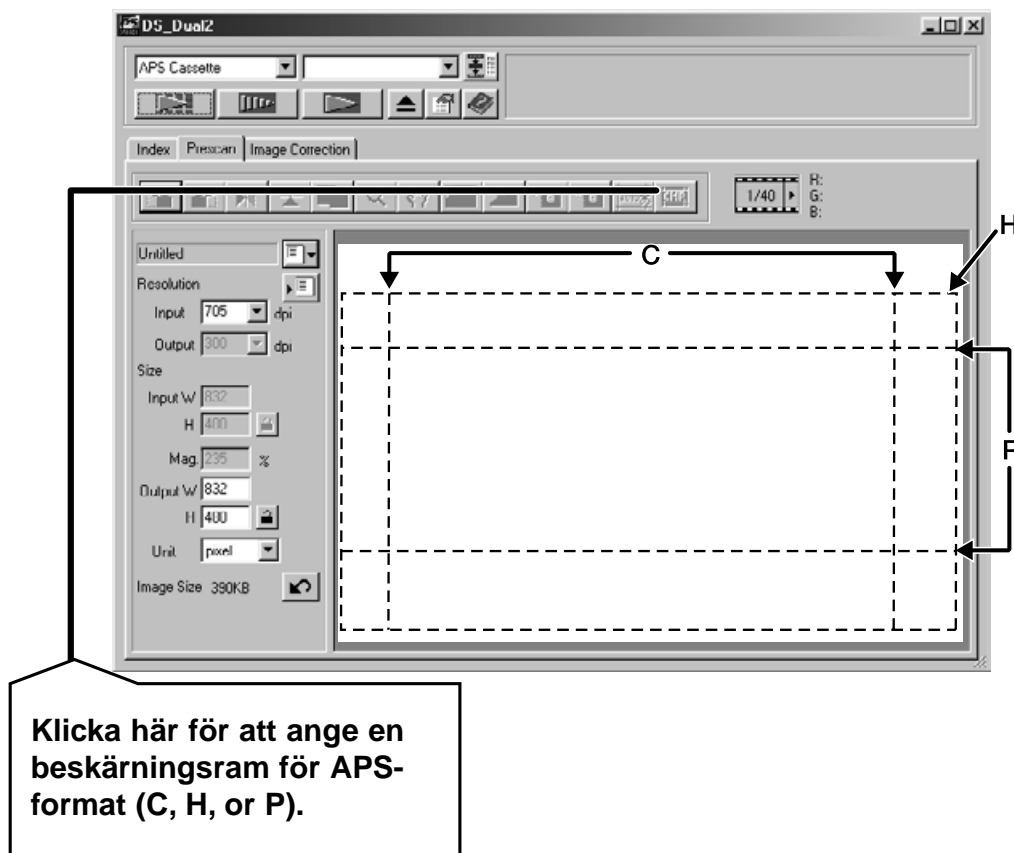 DS_Dual2
APS Cassette
Index Prescan Image Correction
CHP
1/40
R:
G:
B:
Untitled
Resolution
Input 705 dpi
Output 300 dpi
Size
Input W 832
H 400
Mag. 235 %
Output W 832
H 400
Unit pixel
Image Size 390KB
C
H
P
Klicka här för att ange en
beskärningsram för APS-
format (C, H, or P).